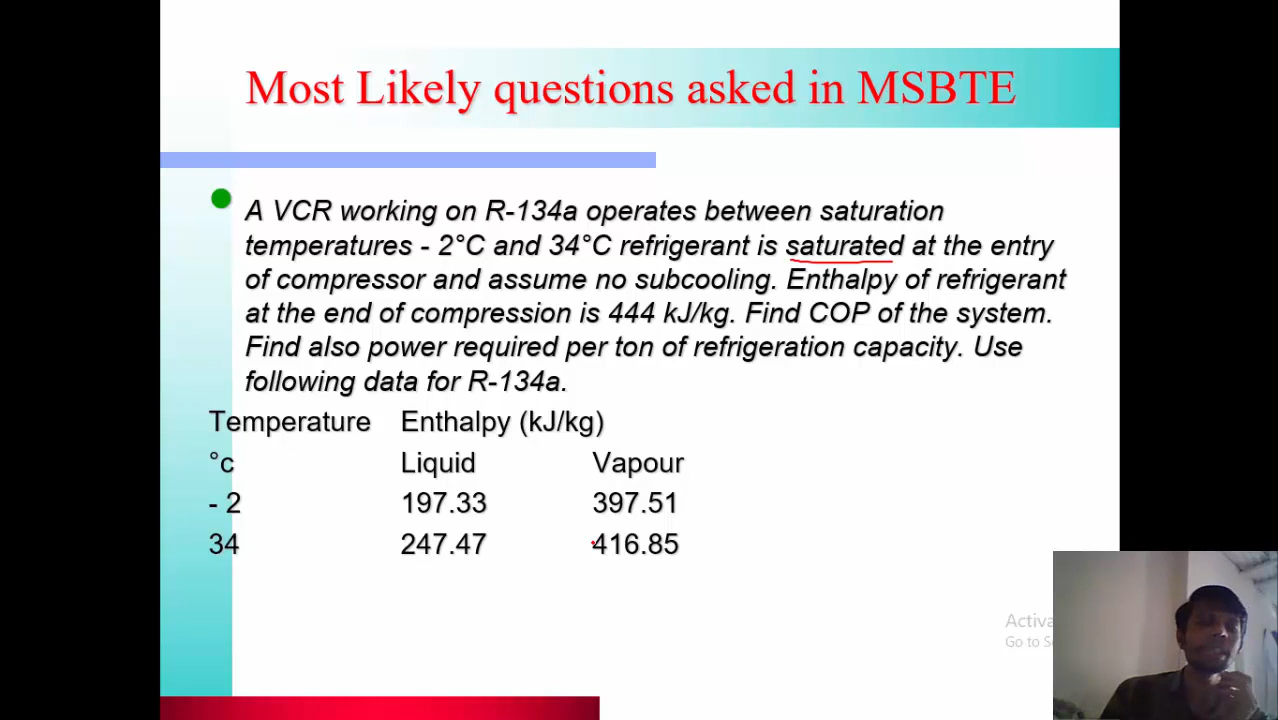 Most Likely questions asked in MSBTE
A VCR working on R-134a operates between saturation
temperatures - 2°C and 34°C refrigerant is saturated at the entry
of compressor and assume no subcooling. Enthalpy of refrigerant
at the end of compression is 444 kJ/kg. Find COP of the system.
Find also power required per ton of refrigeration capacity. Use
following data for R-134a.
Temperature Enthalpy (kJ/kg)
°c Liquid Vapour
- 2 197.33 397.51
34 247.47 416.85
Go to